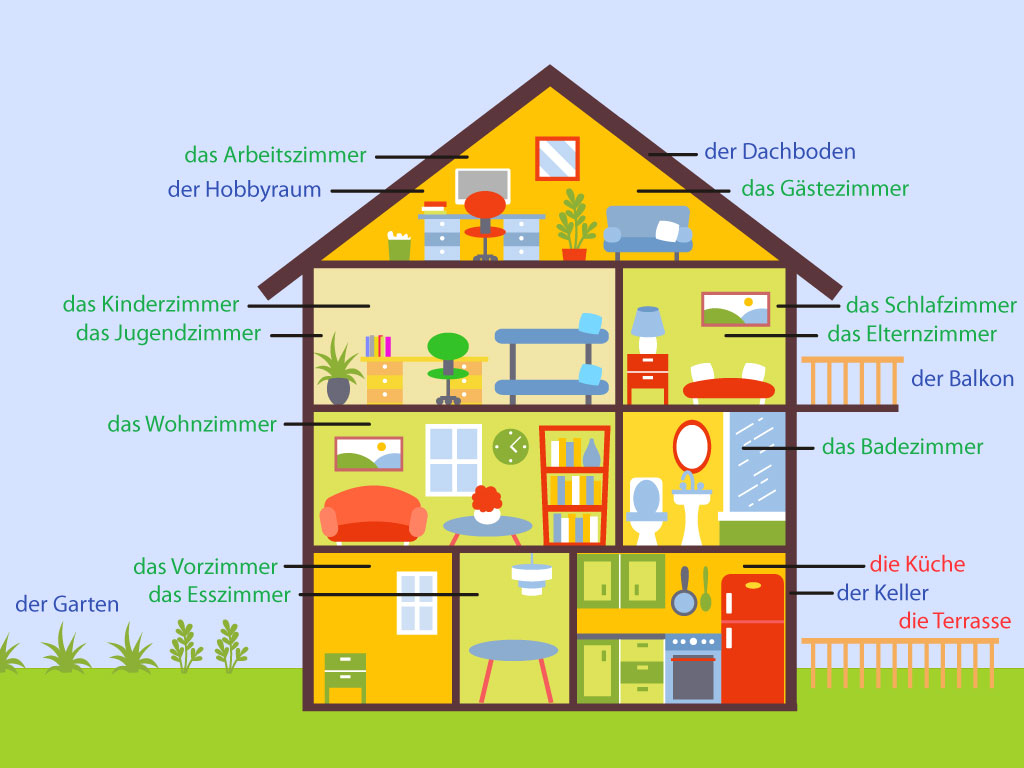 das Arbeitszimmer
der Dachboden
der Hobbyraum
das Gästezimmer
das Kinderzimmer
das Schlafzimmer
das Jugendzimmer
das Elternzimmer
der Balkon
das Wohnzimmer
das Badezimmer
das Vorzimmer
die Küche
das Esszimmer
der Keller
der Garten
die Terrasse